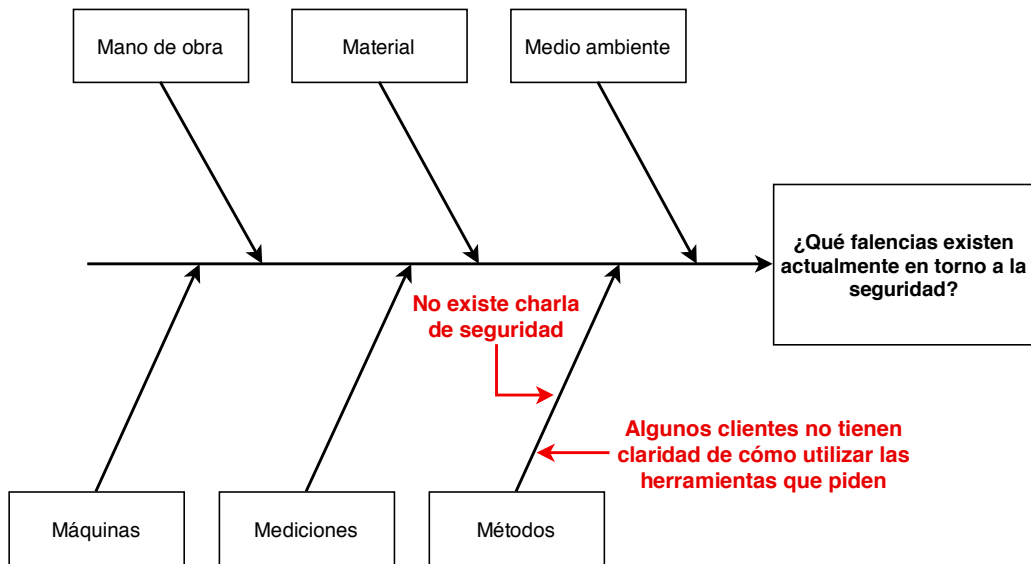 Mano de obra
Material
Medio ambiente
¿Qué falencias existen
actualmente en torno a la
seguridad?
No existe charla
de seguridad
Algunos clientes no tienen
claridad de cómo utilizar las
herramientas que piden
Máquinas
Mediciones
Métodos